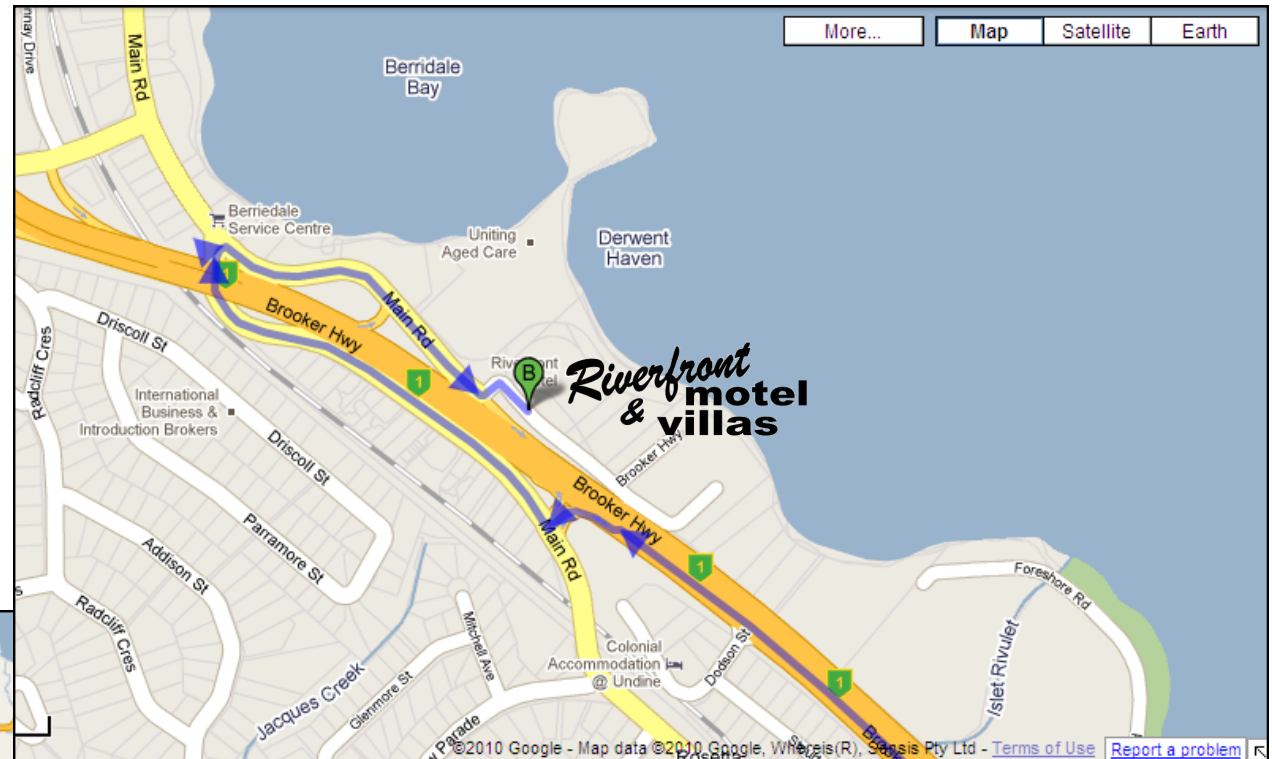 More...
Map
Satellite
Earth
Main Rd
Berridale
Bay
Berriedale
Service Centre
Uniting
Aged Care
Derwent
Haven
1
Brooker Hwy
Main Rd
Driscoll St
Radcliff Cres
1
International
Business &
Introduction Brokers
B
Riverfront
motel
& villas
Driscoll St
Brooker Hwy
Brooker Hwy
Main Rd
1
Parramore St
Addison St
Radcliff Cres
Foreshore Rd
Mitchell Ave
Colonial
Accommodation
@ Undine
Dodson St
Islet Rivulet
1
Jacques Creek
Glenmore St
Parade
©2010 Google - Map data ©2010 Google, Whereis(R), Sensis Pty Ltd - Terms of Use
Report a problem